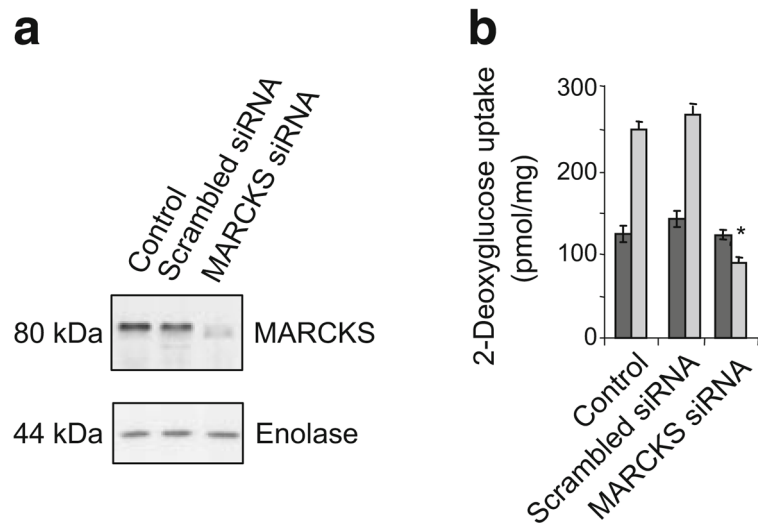 a
Control
Scrambled siRNA
MARCKS siRNA
80 kDa
MARCKS
44 kDa
Enolase
b
2-Deoxyglucose uptake
(pmol/mg)
300
200
100
0
*
Control
Scrambled siRNA
MARCKS siRNA